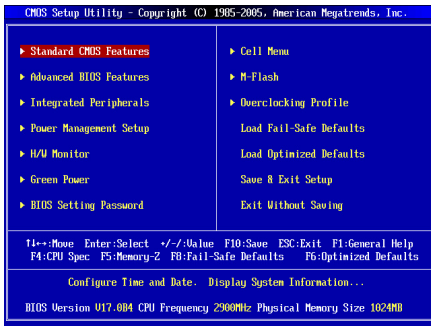 CMOS Setup Utility - Copyright (C) 1985-2005, American Megatrends, Inc.
▶ Standard CMOS Features
▶ Advanced BIOS Features
▶ Integrated Peripherals
▶ Power Management Setup
▶ H/W Monitor
▶ Green Power
▶ BIOS Setting Password
▶ Cell Menu
▶ M-Flash
▶ Overclocking Profile
Load Fail-Safe Defaults
Load Optimized Defaults
Save & Exit Setup
Exit Without Saving
↑↓←→:Move Enter:Select +/-/:Value F10:Save ESC:Exit F1:General Help
F4:CPU Spec F5:Memory-Z F8:Fail-Safe Defaults F6:Optimized Defaults
Configure Time and Date. Display System Information...
BIOS Version V17.0B4 CPU Frequency 2900MHz Physical Memory Size 1024MB